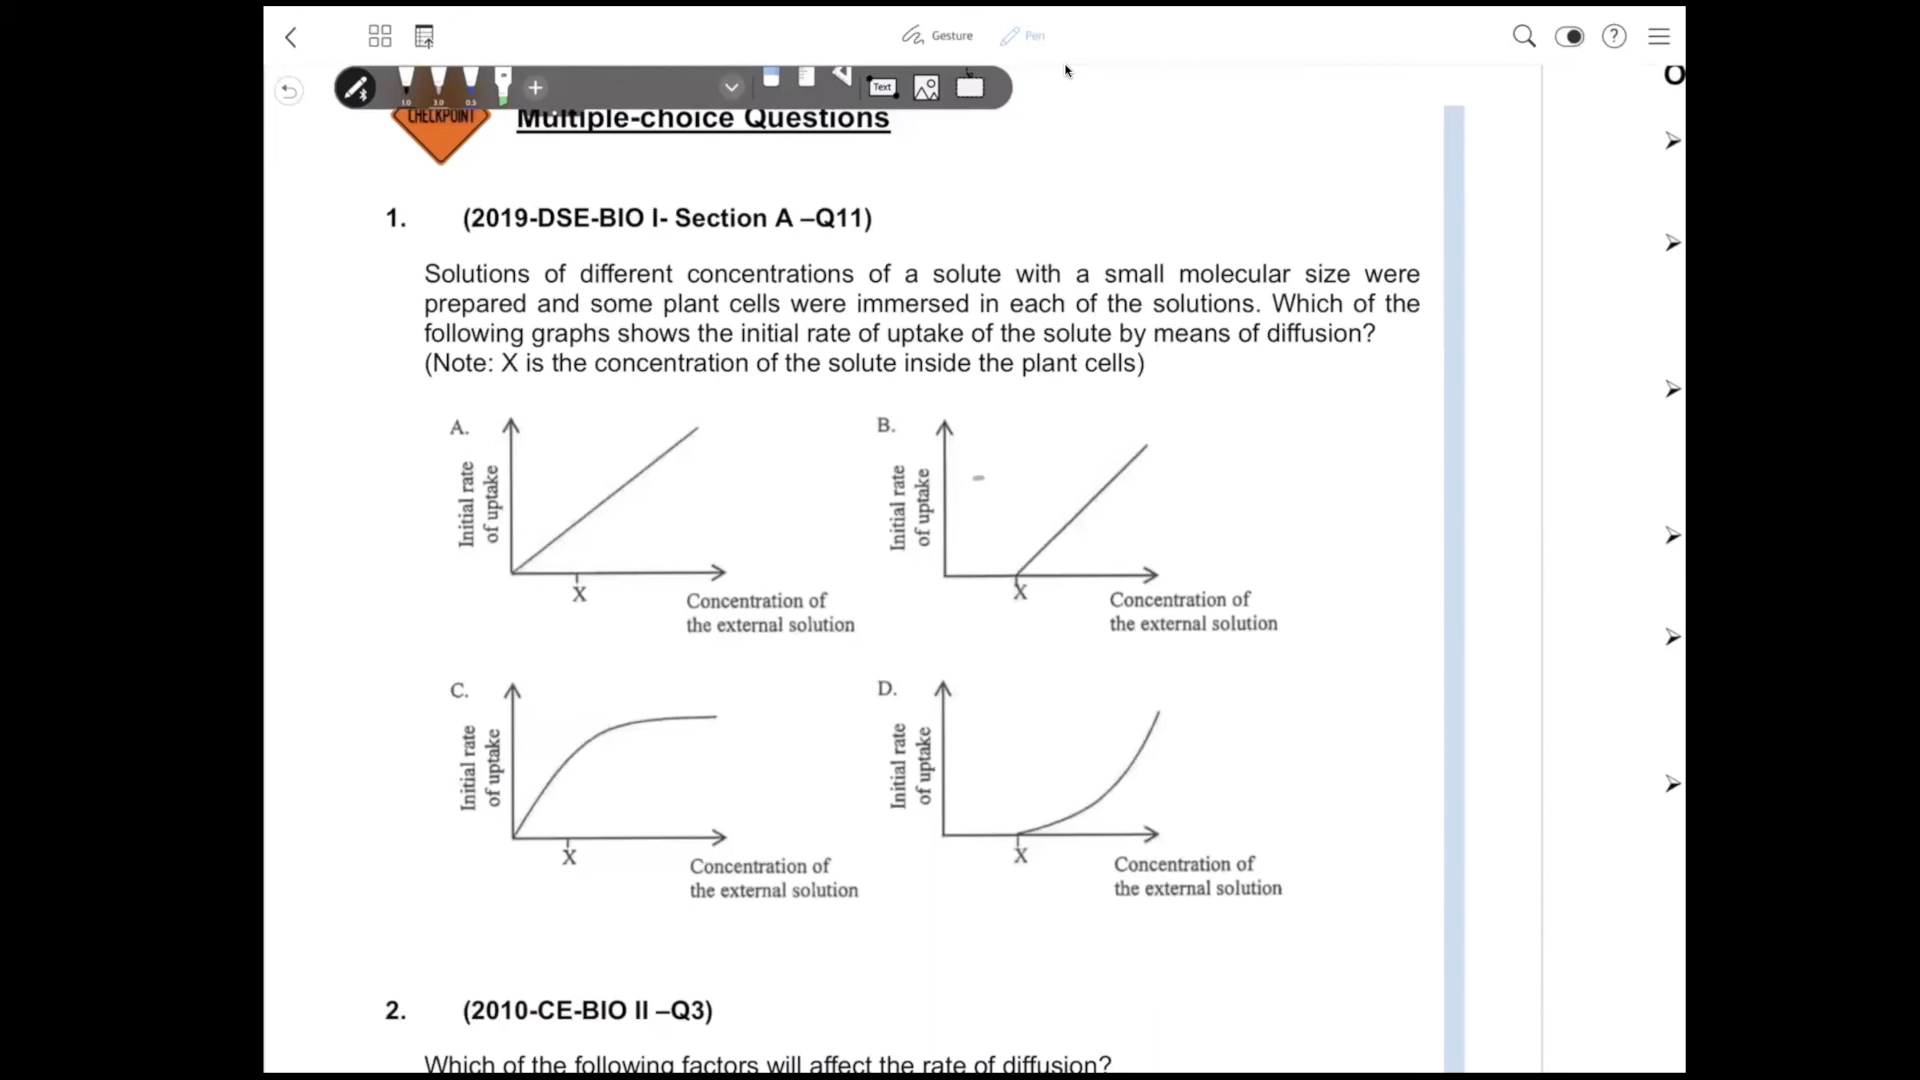 Gesture
Pen
1.0
3.0
0.5
Text
CHECKPOINT
Multiple-choice Questions
1. (2019-DSE-BIO I- Section A –Q11)
Solutions of different concentrations of a solute with a small molecular size were
prepared and some plant cells were immersed in each of the solutions. Which of the
following graphs shows the initial rate of uptake of the solute by means of diffusion?
(Note: X is the concentration of the solute inside the plant cells)
A.
Initial rate
of uptake
X
Concentration of
the external solution
B.
Initial rate
of uptake
X
Concentration of
the external solution
C.
Initial rate
of uptake
X
Concentration of
the external solution
D.
Initial rate
of uptake
X
Concentration of
the external solution
2. (2010-CE-BIO II –Q3)
Which of the following factors will affect the rate of diffusion?